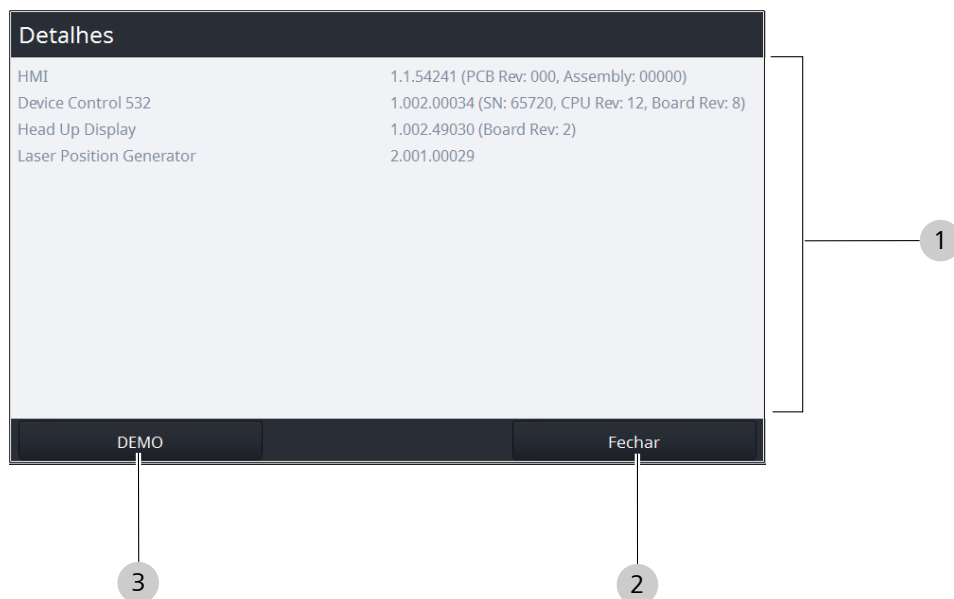 Detalhes
HMI 1.1.54241 (PCB Rev: 000, Assembly: 00000)
Device Control 532 1.002.00034 (SN: 65720, CPU Rev: 12, Board Rev: 8)
Head Up Display 1.002.49030 (Board Rev: 2)
Laser Position Generator 2.001.00029
1
DEMO Fechar
3 2